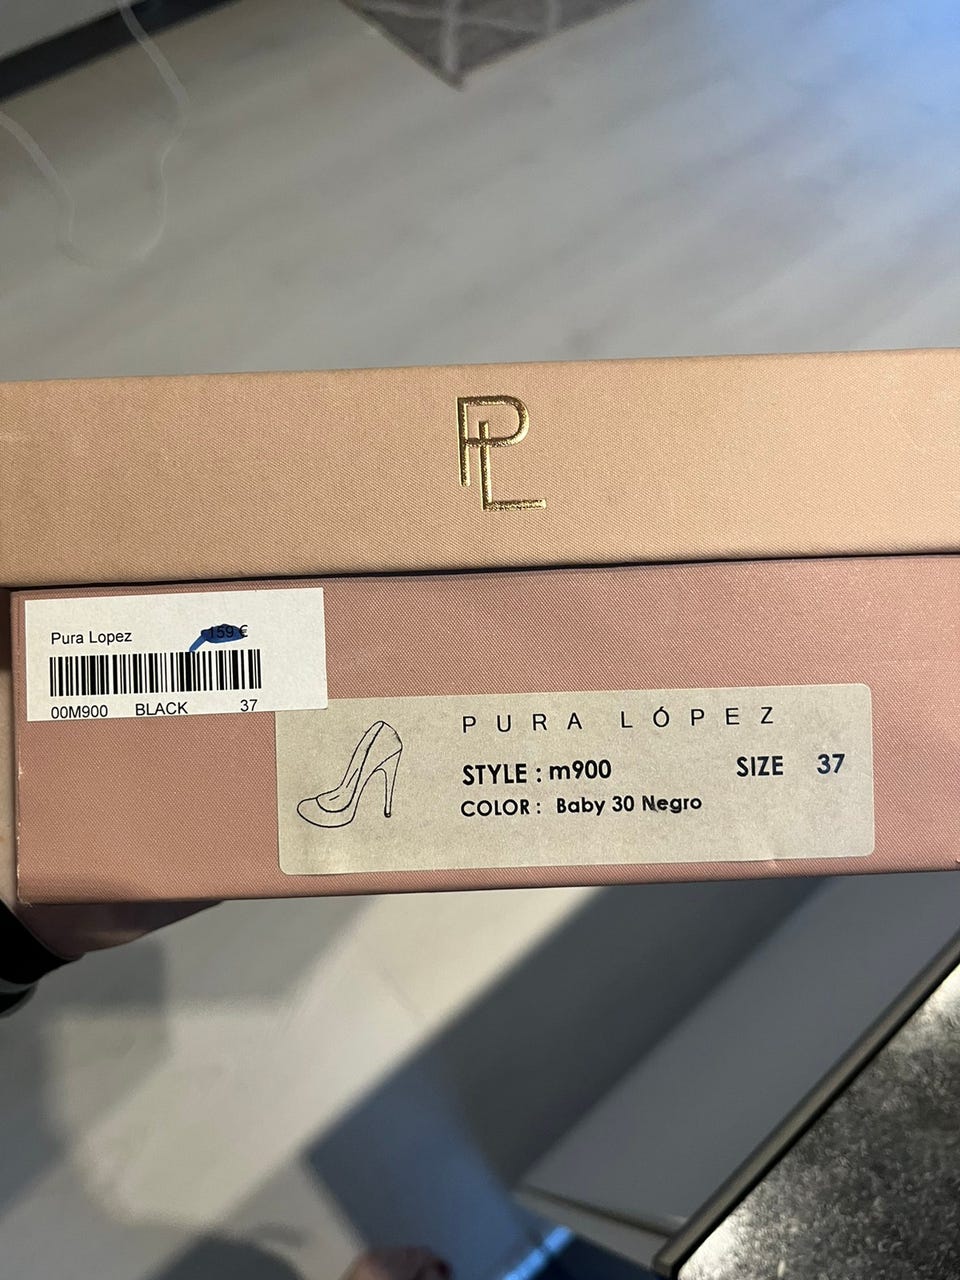 PL
Pura Lopez 159 €
00M900 BLACK 37
PURA LÓPEZ
STYLE : m900 SIZE 37
COLOR : Baby 30 Negro